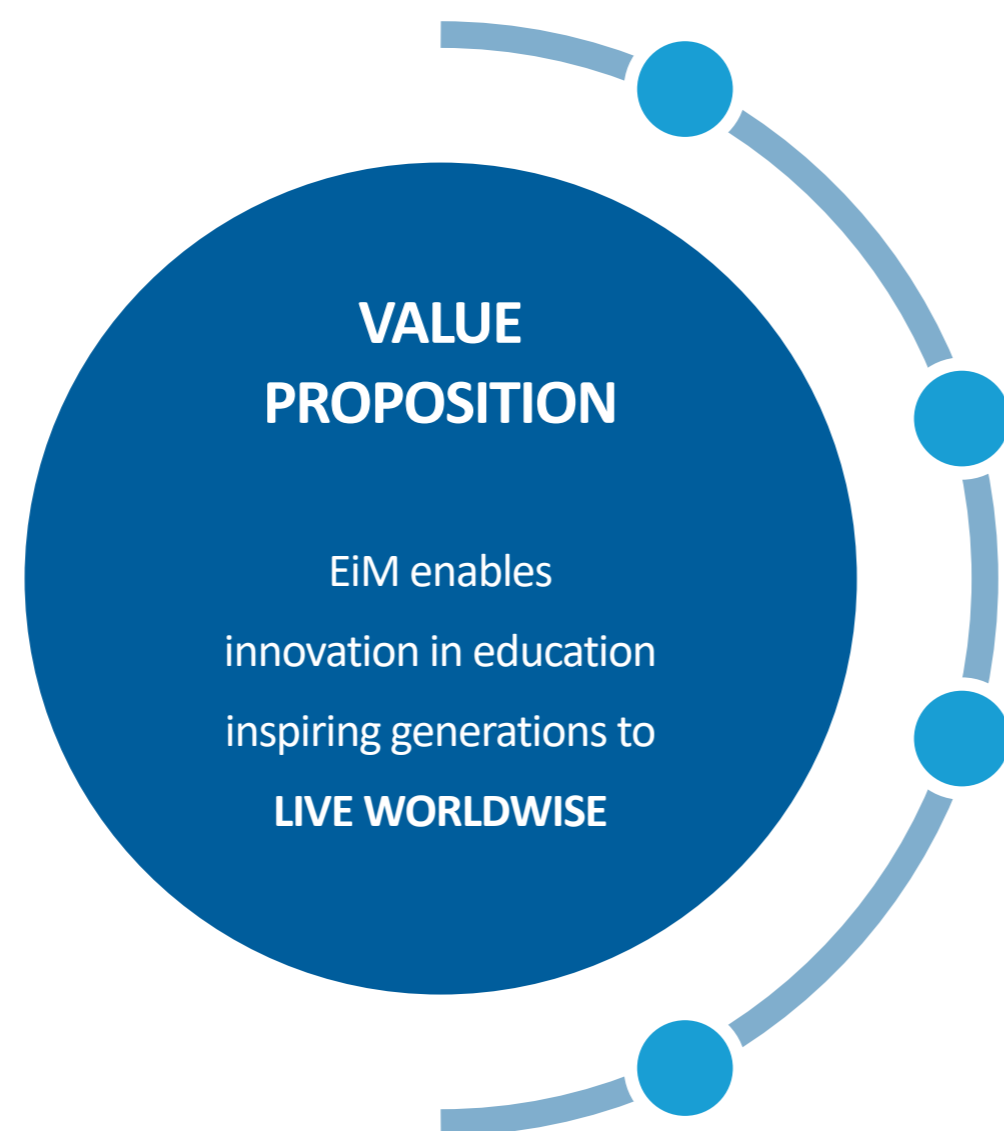 VALUE
PROPOSITION
EiM enables
innovation in education
inspiring generations to
LIVE WORLDWISE